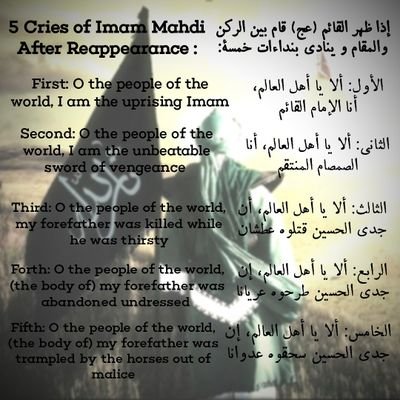 5 Cries of Imam Mahdi
After Reappearance :
إذا ظهر القائم (عج) قام بين الركن
والمقام و ينادى بنداءات خمسة:
First: O the people of the
world, I am the uprising Imam
الأول: ألا يا أهل العالم،
أنا الإمام القائم
Second: O the people of the
world, I am the unbeatable
sword of vengeance
الثانى: ألا يا أهل العالم، أنا
الصمصام المنتقم
Third: O the people of the world,
my forefather was killed while
he was thirsty
الثالث: ألا يا أهل العالم، أن
جدى الحسين قتلوه عطشان
Forth: O the people of the world,
(the body of) my forefather was
abandoned undressed
الرابع: ألا يا أهل العالم، إن
جدى الحسين طرحوه عريانا
Fifth: O the people of the world,
(the body of) my forefather was
trampled by the horses out of
malice
الخامس: ألا يا أهل العالم، إن
جدى الحسين سحقوه عدوانا